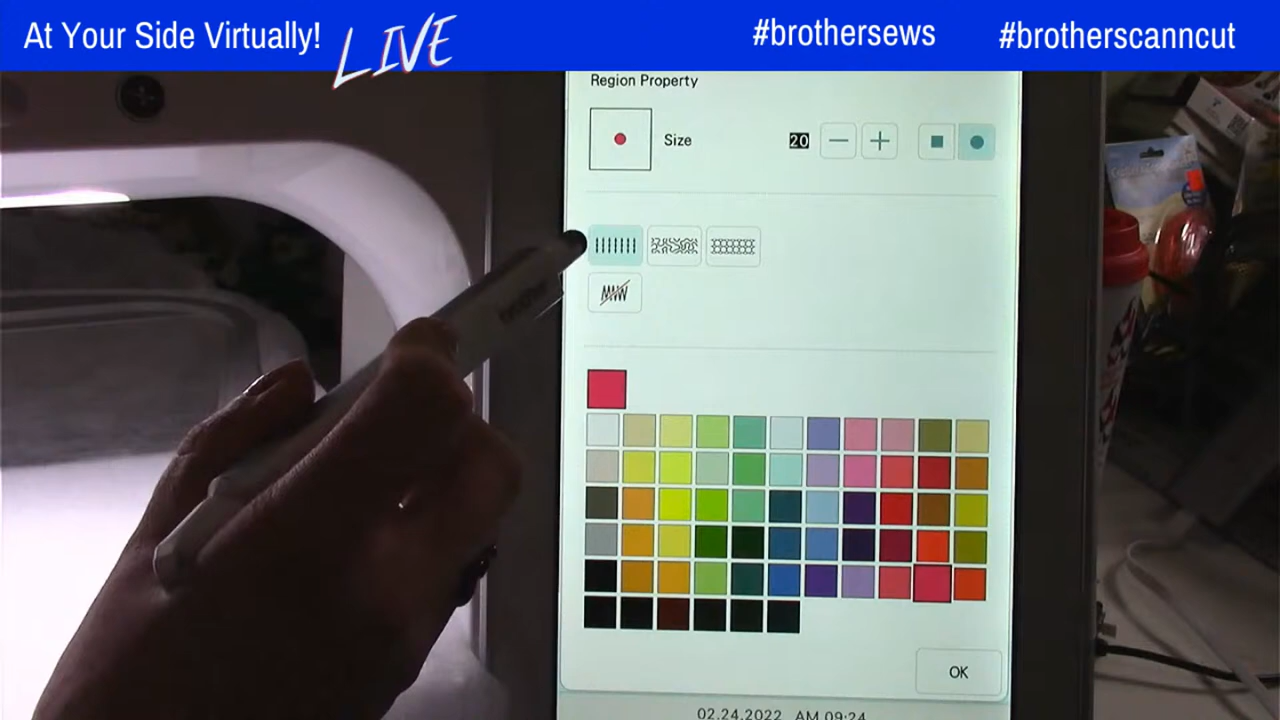 At Your Side Virtually!
LIVE
#brothersews
#brotherscanncut
Region Property
Size
20
OK
02.24.2022 AM 09:24